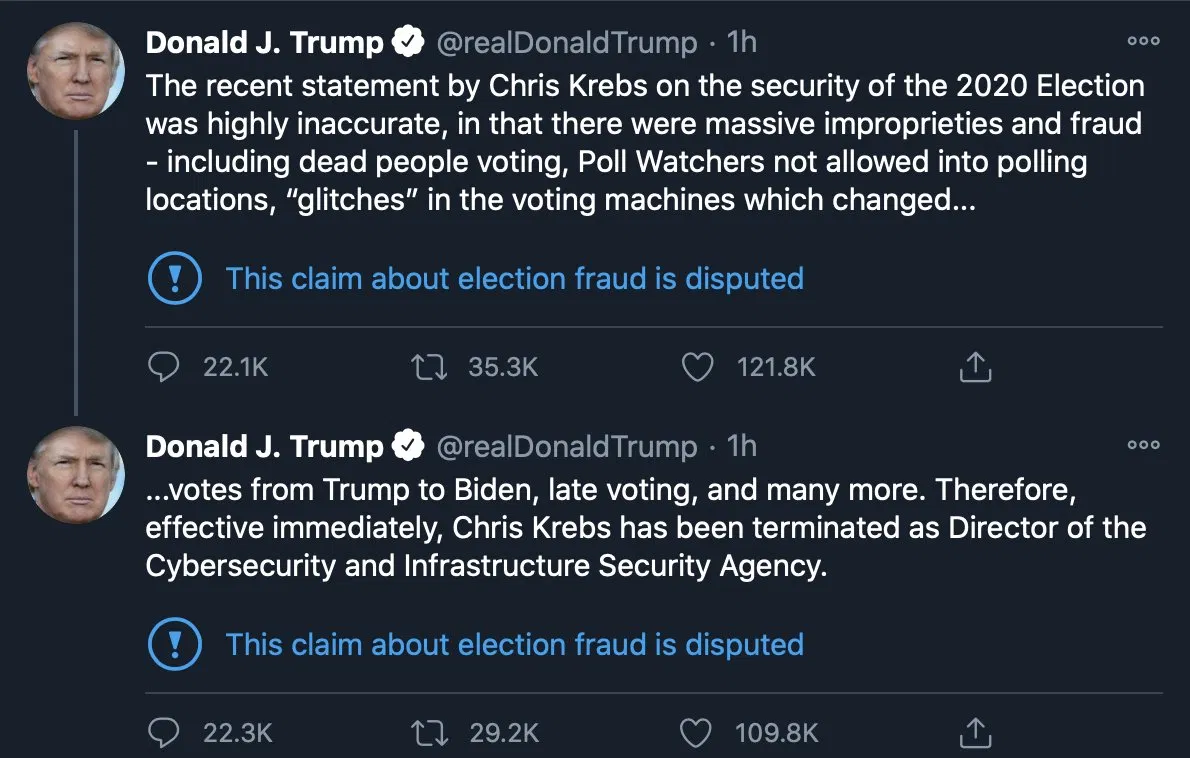 Donald J. Trump @realDonaldTrump · 1h
The recent statement by Chris Krebs on the security of the 2020 Election
was highly inaccurate, in that there were massive improprieties and fraud
- including dead people voting, Poll Watchers not allowed into polling
locations, “glitches” in the voting machines which changed...
This claim about election fraud is disputed
22.1K 35.3K 121.8K
Donald J. Trump @realDonaldTrump · 1h
...votes from Trump to Biden, late voting, and many more. Therefore,
effective immediately, Chris Krebs has been terminated as Director of the
Cybersecurity and Infrastructure Security Agency.
This claim about election fraud is disputed
22.3K 29.2K 109.8K